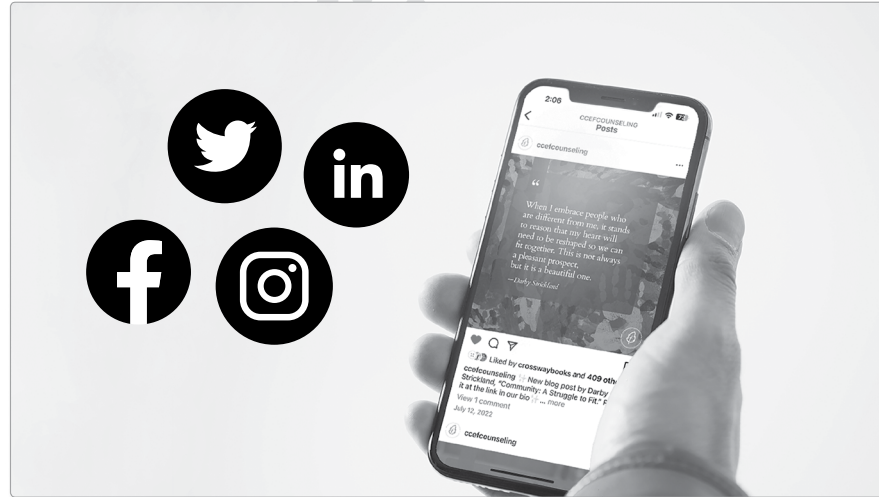 in
2:05
73
CCEFCOUNSELING
Posts
ccefcounseling
“
When I embrace people who
are different from me, it stands
to reason that my heart will
need to be reshaped so we can
fit together. This is not always
a pleasant prospect,
but it is a beautiful one.
—Darby Strickland
Liked by crosswaybooks and 409 othe
ccefcounseling New blog post by Darby
Strickland, "Community: A Struggle to Fit."
it at the link in our bio ... more
View 1 comment
July 12, 2022
ccefcounseling